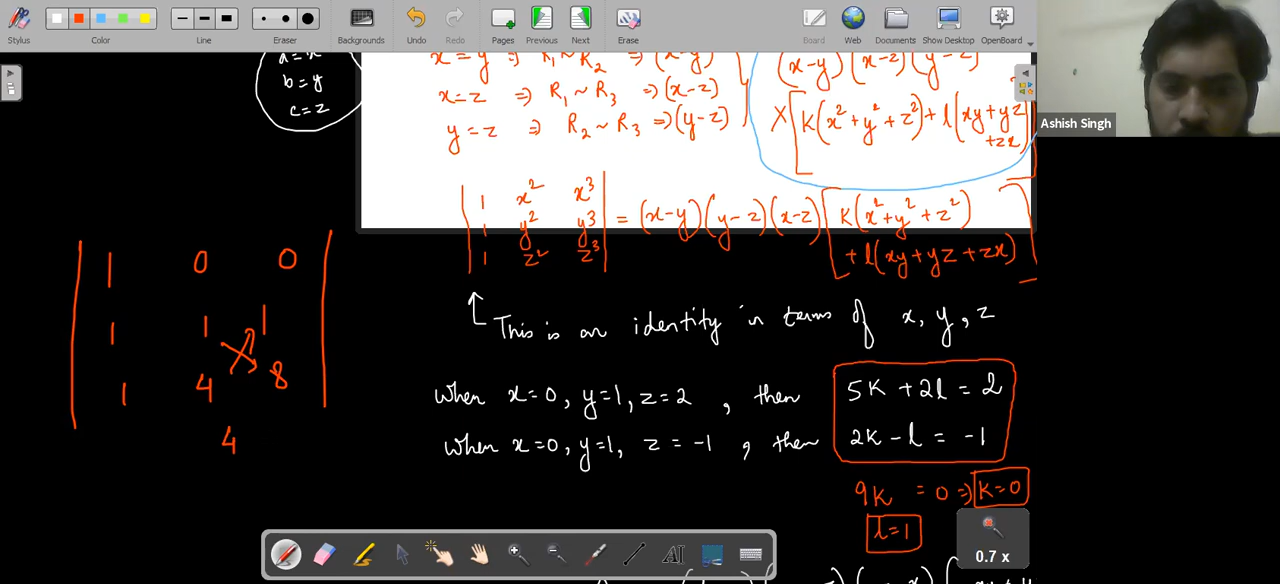 Stylus
Color
Line
Eraser
Backgrounds
Undo
Redo
Pages
Previous
Next
Erase
Board
Web
Documents
Show Desktop
OpenBoard
Ashish Singh
a = x
b = y
c = z
x = y ⇒ R₁ ~ R₂ ⇒ (x-y)
x = z ⇒ R₁ ~ R₃ ⇒ (x-z)
y = z ⇒ R₂ ~ R₃ ⇒ (y-z)
(x-y) (x-z) (y-z)
X [K(x² + y² + z²) + l(xy + yz
+ zx)]
1 x² x³
1 y² y³ = (x-y) (y-z) (x-z) [K(x² + y² + z²)
1 z² z³ + l(xy + yz + zx)]
1 0 0
1 1 1
1 4 8
4
This is an identity in terms of x, y, z
When x=0, y=1, z=2 , then 5K + 2l = 2
When x=0, y=1, z = -1 , then 2K - l = -1
9K = 0 ⇒ K=0
l=1
0.7 x